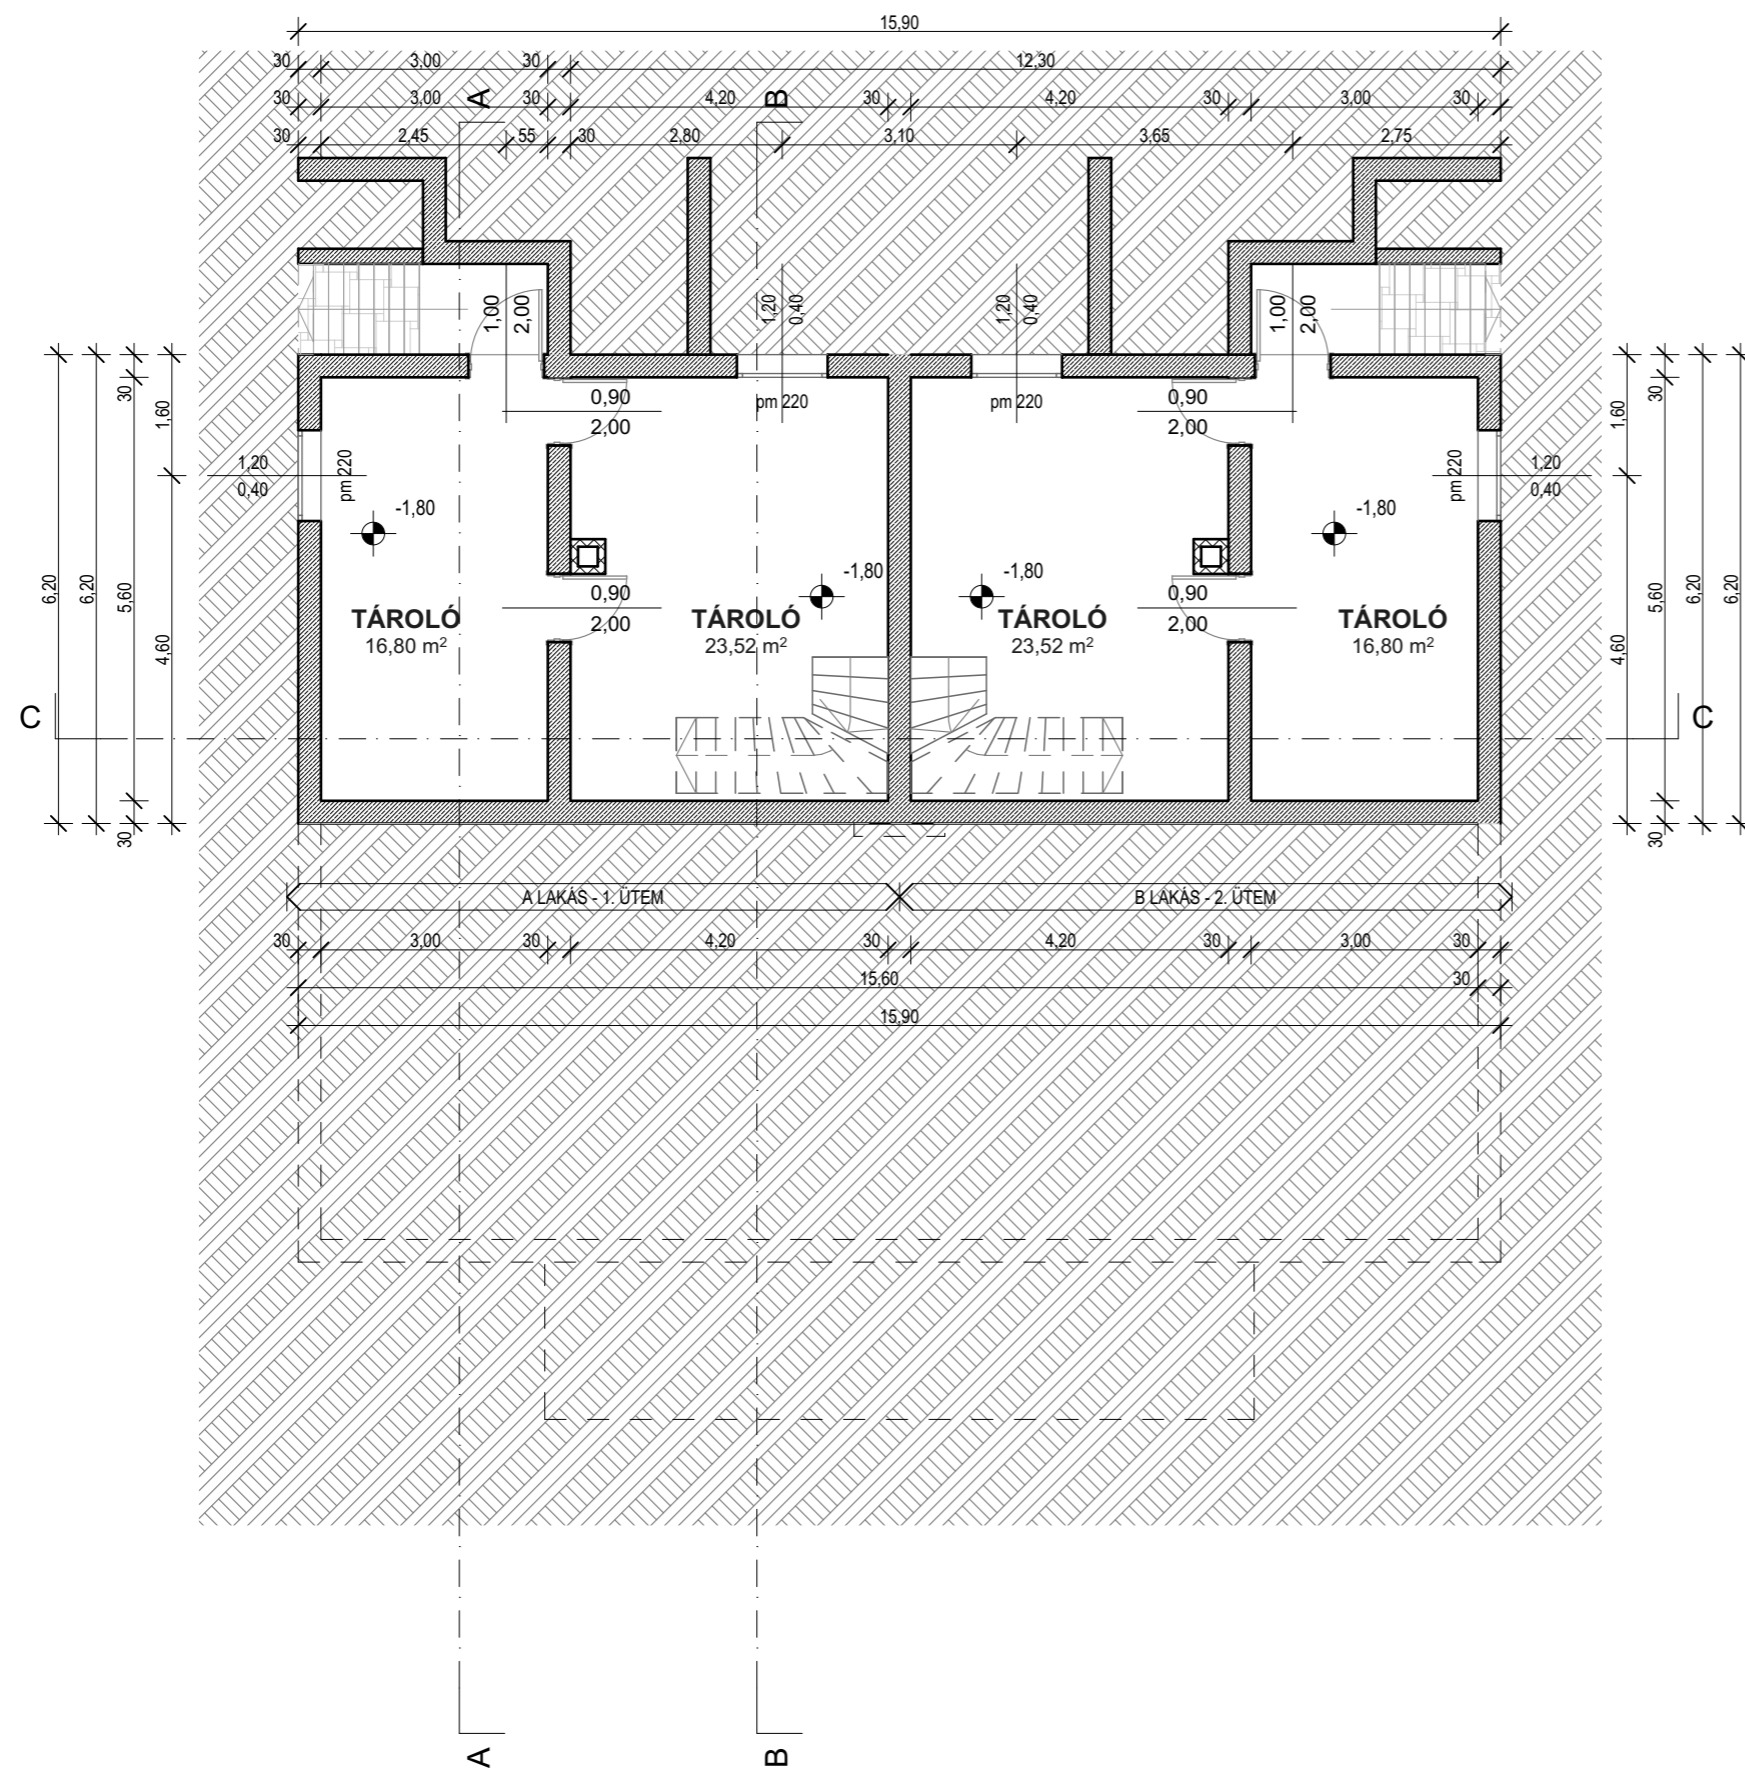 15,90
30 3,00 30 12,30
30 3,00 30 4,20 30 4,20 30 3,00 30
A B
30 2,45 55 30 2,80 3,10 3,65 2,75
1,00 2,00
1,20 0,40
1,20 0,40
1,00 2,00
pm 220
pm 220
0,90
2,00
0,90
2,00
6,20
6,20
30
5,60
30
1,60
4,60
1,20
0,40
pm 220
pm 220
1,20
0,40
1,60
4,60
30
5,60
30
6,20
6,20
-1,80
-1,80
-1,80
-1,80
0,90
2,00
0,90
2,00
TÁROLÓ
16,80 m²
TÁROLÓ
23,52 m²
TÁROLÓ
23,52 m²
TÁROLÓ
16,80 m²
C C
A LAKÁS - 1. ÜTEM
B LAKÁS - 2. ÜTEM
30 3,00 30 4,20 30 4,20 30 3,00 30
15,60 30
15,90
A B